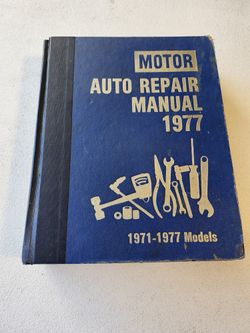 MOTOR
AUTO REPAIR
MANUAL
1977
1971-1977 Models